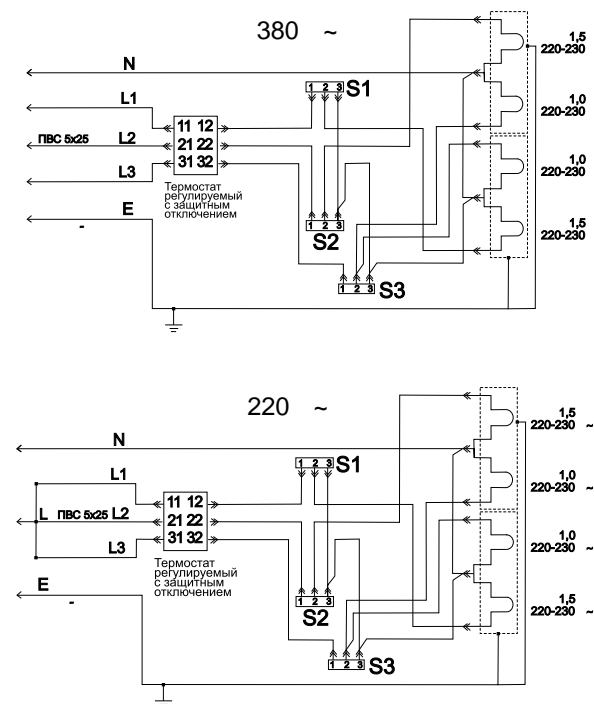 380 ~
1,5
220-230
N
S1
1 2 3
L1
1,0
220-230
11 12
ПВС 5х25 L2
21 22
L3
31 32
1,0
220-230
Термостат
регулируемый
с защитным
отключением
E
-
1 2 3
S2
1,5
220-230
1 2 3
S3
220 ~
1,5
220-230 ~
N
1 2 3
S1
L1
1,0
220-230 ~
11 12
L ПВС 5х25 L2
21 22
L3
31 32
1,0
220-230 ~
Термостат
регулируемый
с защитным
отключением
E
-
1 2 3
S2
1,5
220-230 ~
1 2 3
S3